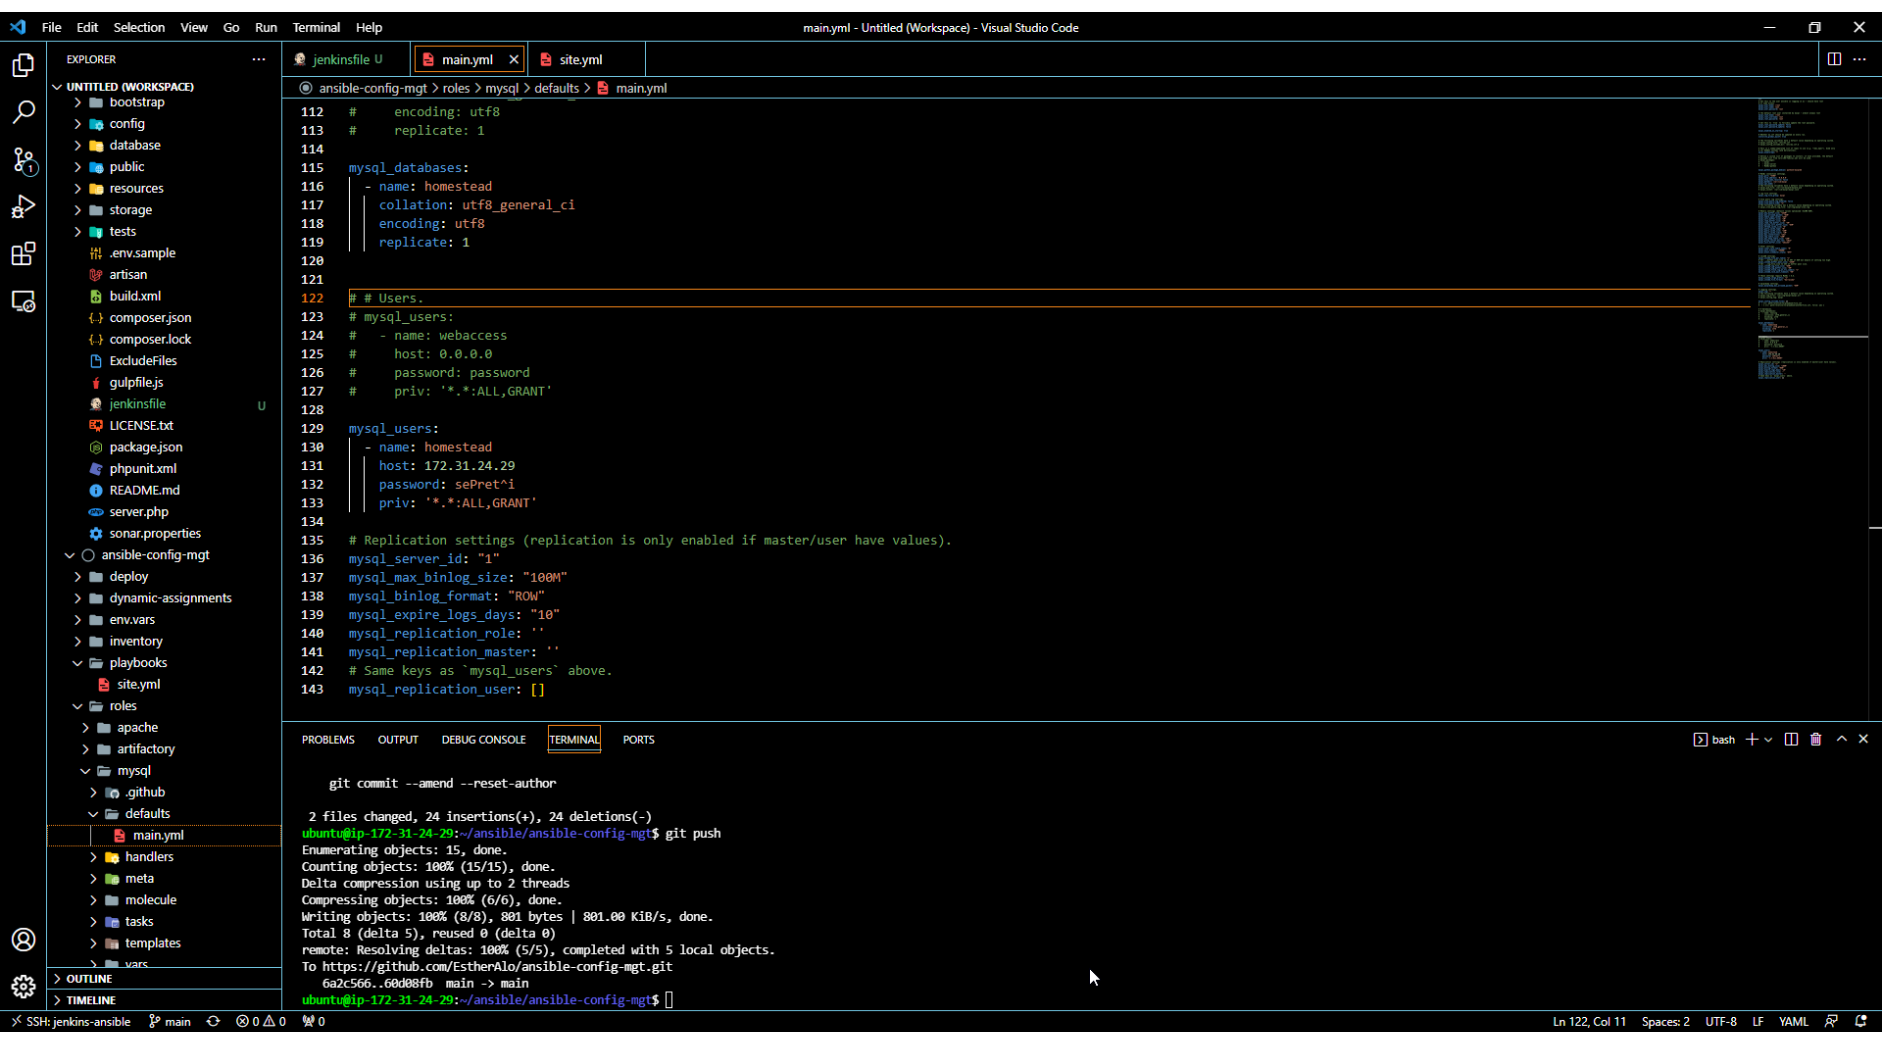 File Edit Selection View Go Run Terminal Help
main.yml - Untitled (Workspace) - Visual Studio Code
EXPLORER
UNTITLED (WORKSPACE)
bootstrap
config
database
public
resources
storage
tests
.env.sample
artisan
build.xml
composer.json
composer.lock
ExcludeFiles
gulpfile.js
jenkinsfile U
LICENSE.txt
package.json
phpunit.xml
README.md
server.php
sonar.properties
ansible-config-mgt
deploy
dynamic-assignments
env.vars
inventory
playbooks
site.yml
roles
apache
artifactory
mysql
.github
defaults
main.yml
handlers
meta
molecule
tasks
templates
vars
OUTLINE
TIMELINE
jenkinsfile U main.yml site.yml
ansible-config-mgt > roles > mysql > defaults > main.yml
112 #     encoding: utf8
113 #     replicate: 1
114
115 mysql_databases:
116   - name: homestead
117     collation: utf8_general_ci
118     encoding: utf8
119     replicate: 1
120
121
122 # # Users.
123 # mysql_users:
124 #   - name: webaccess
125 #     host: 0.0.0.0
126 #     password: password
127 #     priv: '*.*:ALL,GRANT'
128
129 mysql_users:
130   - name: homestead
131     host: 172.31.24.29
132     password: sePret^i
133     priv: '*.*:ALL,GRANT'
134
135 # Replication settings (replication is only enabled if master/user have values).
136 mysql_server_id: "1"
137 mysql_max_binlog_size: "100M"
138 mysql_binlog_format: "ROW"
139 mysql_expire_logs_days: "10"
140 mysql_replication_role: ''
141 mysql_replication_master: ''
142 # Same keys as `mysql_users` above.
143 mysql_replication_user: []
PROBLEMS OUTPUT DEBUG CONSOLE TERMINAL PORTS
bash
git commit --amend --reset-author
2 files changed, 24 insertions(+), 24 deletions(-)
ubuntu@ip-172-31-24-29:~/ansible/ansible-config-mgt$ git push
Enumerating objects: 15, done.
Counting objects: 100% (15/15), done.
Delta compression using up to 2 threads
Compressing objects: 100% (6/6), done.
Writing objects: 100% (8/8), 801 bytes | 801.00 KiB/s, done.
Total 8 (delta 5), reused 0 (delta 0)
remote: Resolving deltas: 100% (5/5), completed with 5 local objects.
To https://github.com/EstherAlo/ansible-config-mgt.git
6a2c566..60d08fb  main -> main
ubuntu@ip-172-31-24-29:~/ansible/ansible-config-mgt$
SSH: jenkins-ansible main 0 0 0
Ln 122, Col 11 Spaces: 2 UTF-8 LF YAML